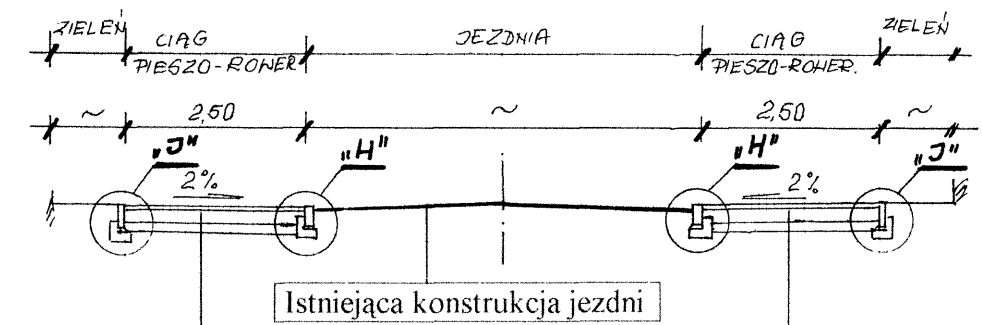 ZIELEŃ CIĄG JEZDNIA CIĄG ZIELEŃ
PIESZO-ROWER PIESZO-ROWER.
~ 2,50 ~ 2,50 ~
„J" „H" „H" „J"
2% 2%
Istniejąca konstrukcja jezdni